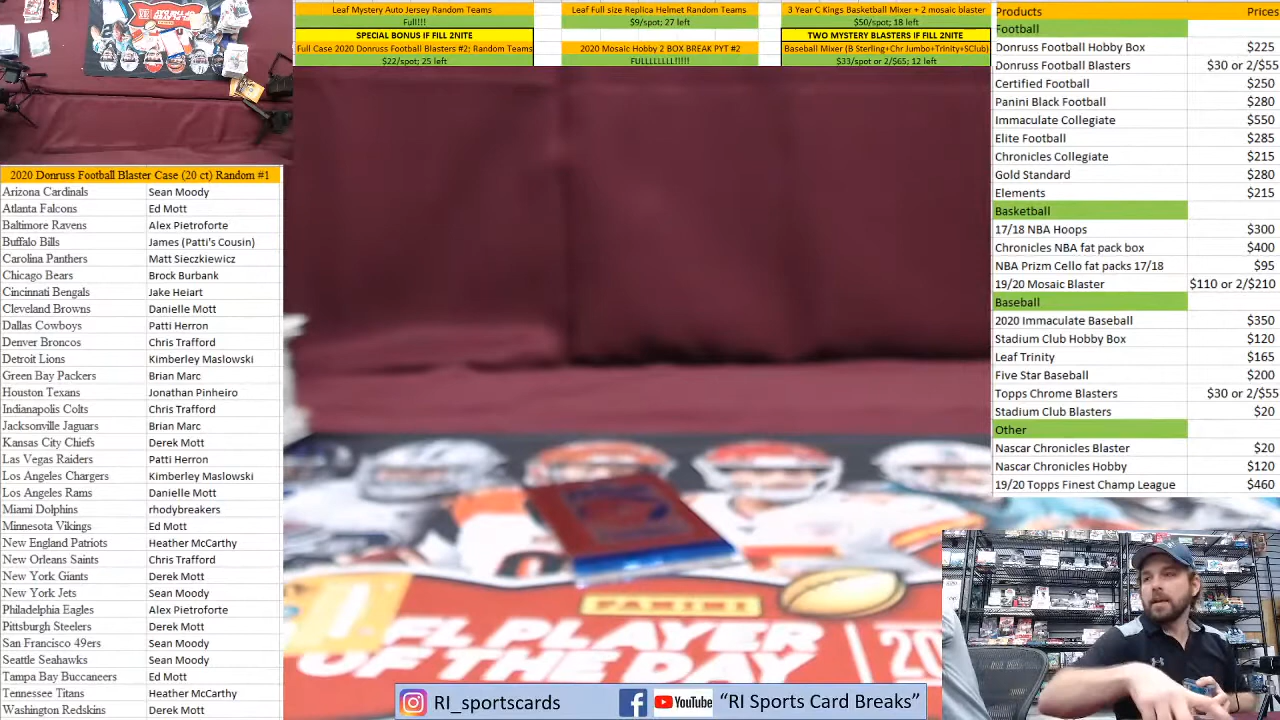 Leaf Mystery Auto Jersey Random Teams
Full!!!
SPECIAL BONUS IF FILL 2NITE
Full Case 2020 Donruss Football Blasters #2; Random Teams
$22/spot; 25 left
Leaf Full size Replica Helmet Random Teams
$9/spot; 27 left
2020 Mosaic Hobby 2 BOX BREAK PYT #2
FULLLLLLLL!!!!!
3 Year C Kings Basketball Mixer + 2 mosaic blaster
$50/spot; 18 left
TWO MYSTERY BLASTERS IF FILL 2NITE
Baseball Mixer (B Sterling+Chr Jumbo+Trinity+SClub)
$33/spot or 2/$65; 12 left
Products Prices
Football
Donruss Football Hobby Box $225
Donruss Football Blasters $30 or 2/$55
Certified Football $250
Panini Black Football $280
Immaculate Collegiate $550
Elite Football $285
Chronicles Collegiate $215
Gold Standard $280
Elements $215
Basketball
17/18 NBA Hoops $300
Chronicles NBA fat pack box $400
NBA Prizm Cello fat packs 17/18 $95
19/20 Mosaic Blaster $110 or 2/$210
Baseball
2020 Immaculate Baseball $350
Stadium Club Hobby Box $120
Leaf Trinity $165
Five Star Baseball $200
Topps Chrome Blasters $30 or 2/$55
Stadium Club Blasters $20
Other
Nascar Chronicles Blaster $20
Nascar Chronicles Hobby $120
19/20 Topps Finest Champ League $460
2020 Donruss Football Blaster Case (20 ct) Random #1
Arizona Cardinals Sean Moody
Atlanta Falcons Ed Mott
Baltimore Ravens Alex Pietroforte
Buffalo Bills James (Patti's Cousin)
Carolina Panthers Matt Sieczkiewicz
Chicago Bears Brock Burbank
Cincinnati Bengals Jake Heiart
Cleveland Browns Danielle Mott
Dallas Cowboys Patti Herron
Denver Broncos Chris Trafford
Detroit Lions Kimberley Maslowski
Green Bay Packers Brian Marc
Houston Texans Jonathan Pinheiro
Indianapolis Colts Chris Trafford
Jacksonville Jaguars Brian Marc
Kansas City Chiefs Derek Mott
Las Vegas Raiders Patti Herron
Los Angeles Chargers Kimberley Maslowski
Los Angeles Rams Danielle Mott
Miami Dolphins rhodybreakers
Minnesota Vikings Ed Mott
New England Patriots Heather McCarthy
New Orleans Saints Chris Trafford
New York Giants Derek Mott
New York Jets Sean Moody
Philadelphia Eagles Alex Pietroforte
Pittsburgh Steelers Derek Mott
San Francisco 49ers Sean Moody
Seattle Seahawks Sean Moody
Tampa Bay Buccaneers Ed Mott
Tennessee Titans Heather McCarthy
Washington Redskins Derek Mott
PANINI
PLAYER
OF THE DAY
20
RI_sportscards
YouTube
"RI Sports Card Breaks"